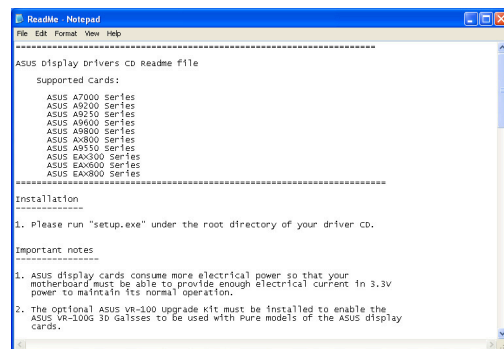 ReadMe - Notepad
File Edit Format View Help
=====================================================================
ASUS Display Drivers CD Readme file
Supported Cards:
ASUS A7000 Series
ASUS A9200 Series
ASUS A9250 Series
ASUS A9600 Series
ASUS A9800 Series
ASUS AX800 Series
ASUS A9550 Series
ASUS EAX300 Series
ASUS EAX600 Series
ASUS EAX800 Series
=======================================================================
Installation
-------------
1. Please run "setup.exe" under the root directory of your driver CD.
Important notes
----------------
1. ASUS display cards consume more electrical power so that your
motherboard must be able to provide enough electrical current in 3.3V
power to maintain its normal operation.
2. The Optional ASUS VR-100 Upgrade Kit must be installed to enable the
ASUS VR-100G 3D Galsses to be used with Pure models of the ASUS display
cards.